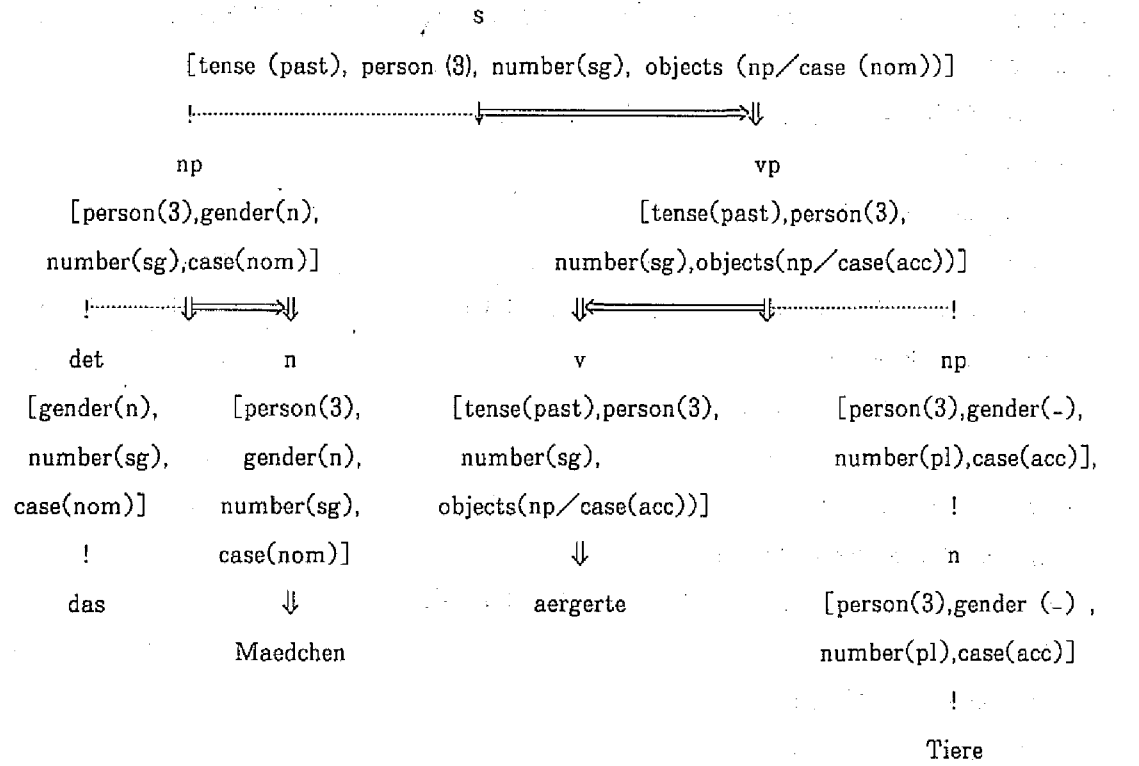 s
[tense (past), person (3), number(sg), objects (np／case (nom))]
!
np vp
[person(3),gender(n), [tense(past),person(3),
number(sg),case(nom)] number(sg),objects(np／case(acc))]
! !
det n v np
[gender(n), [person(3), [tense(past),person(3), [person(3),gender(-),
number(sg), gender(n), number(sg), number(pl),case(acc)],
case(nom)] number(sg), objects(np／case(acc))] !
! case(nom)] ⇓ n
das ⇓ aergerte [person(3),gender (-) ,
Maedchen number(pl),case(acc)]
!
Tiere